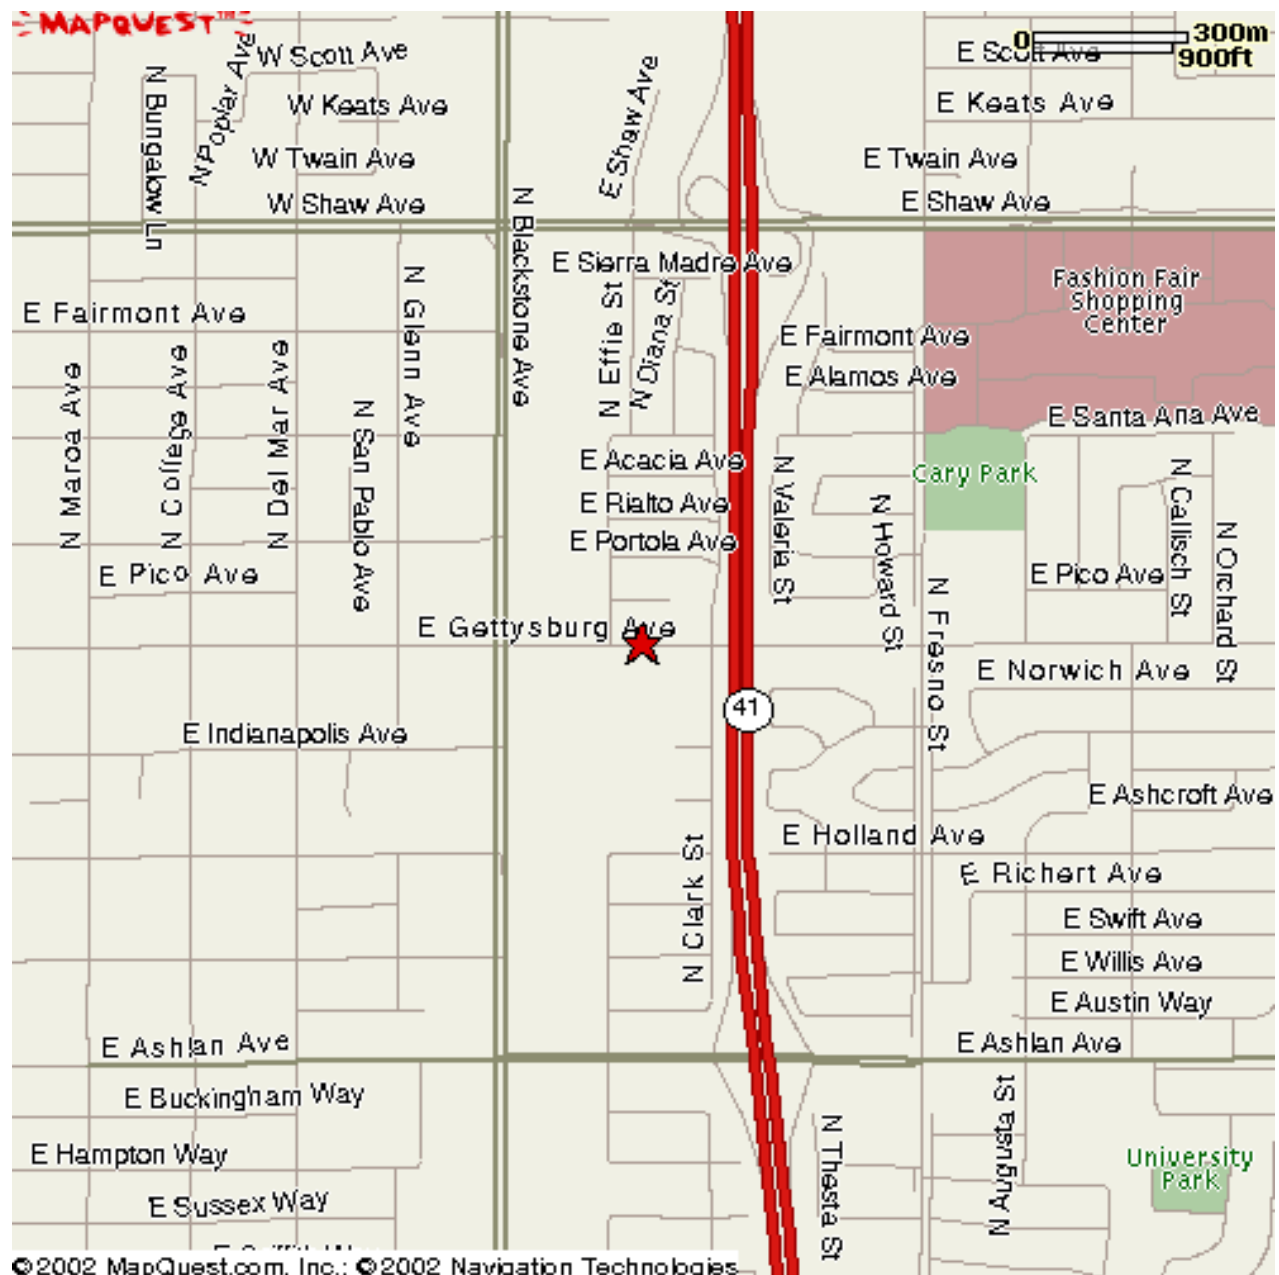 MAPQUEST™
W Scott Ave
E Scott Ave
0 300m
900ft
N Bungalow Ln
N Poplar Ave
W Keats Ave
E Shaw Ave
E Keats Ave
W Twain Ave
E Twain Ave
W Shaw Ave
E Shaw Ave
N Blackstone Ave
E Sierra Madre Ave
Fashion Fair
Shopping
Center
N Glenn Ave
N Effie St
N Diana St
E Fairmont Ave
E Fairmont Ave
E Alamos Ave
N Maroa Ave
N College Ave
N Del Mar Ave
N San Pablo Ave
E Santa Ana Ave
E Acacia Ave
N Valeria St
Cary Park
E Rialto Ave
N Howard St
N Callisch St
N Orchard St
E Portola Ave
E Pico Ave
E Pico Ave
N Fresno St
E Gettysburg Ave
E Norwich Ave
41
E Indianapolis Ave
E Ashcroft Ave
E Holland Ave
N Clark St
E Richert Ave
E Swift Ave
E Willis Ave
E Austin Way
E Ashlan Ave
E Ashlan Ave
E Buckingham Way
N Augusta St
N Thesta St
E Hampton Way
University
Park
E Sussex Way
©2002 MapQuest.com, Inc.; ©2002 Navigation Technologies